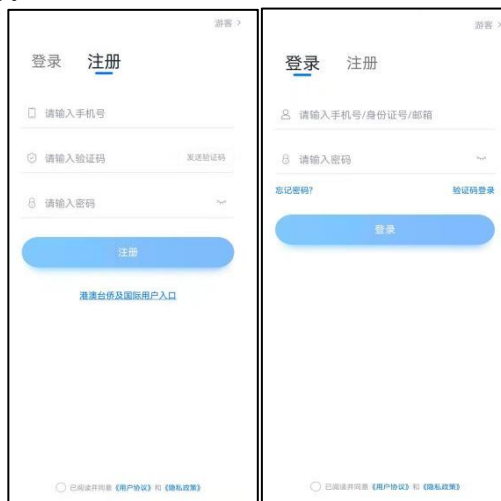 游客 >
登录 注册
请输入手机号
请输入验证码 发送验证码
请输入密码
注册
港澳台侨及国际用户入口
已阅读并同意《用户协议》和《隐私政策》
游客 >
登录 注册
请输入手机号/身份证号/邮箱
请输入密码
忘记密码? 验证码登录
登录
已阅读并同意《用户协议》和《隐私政策》